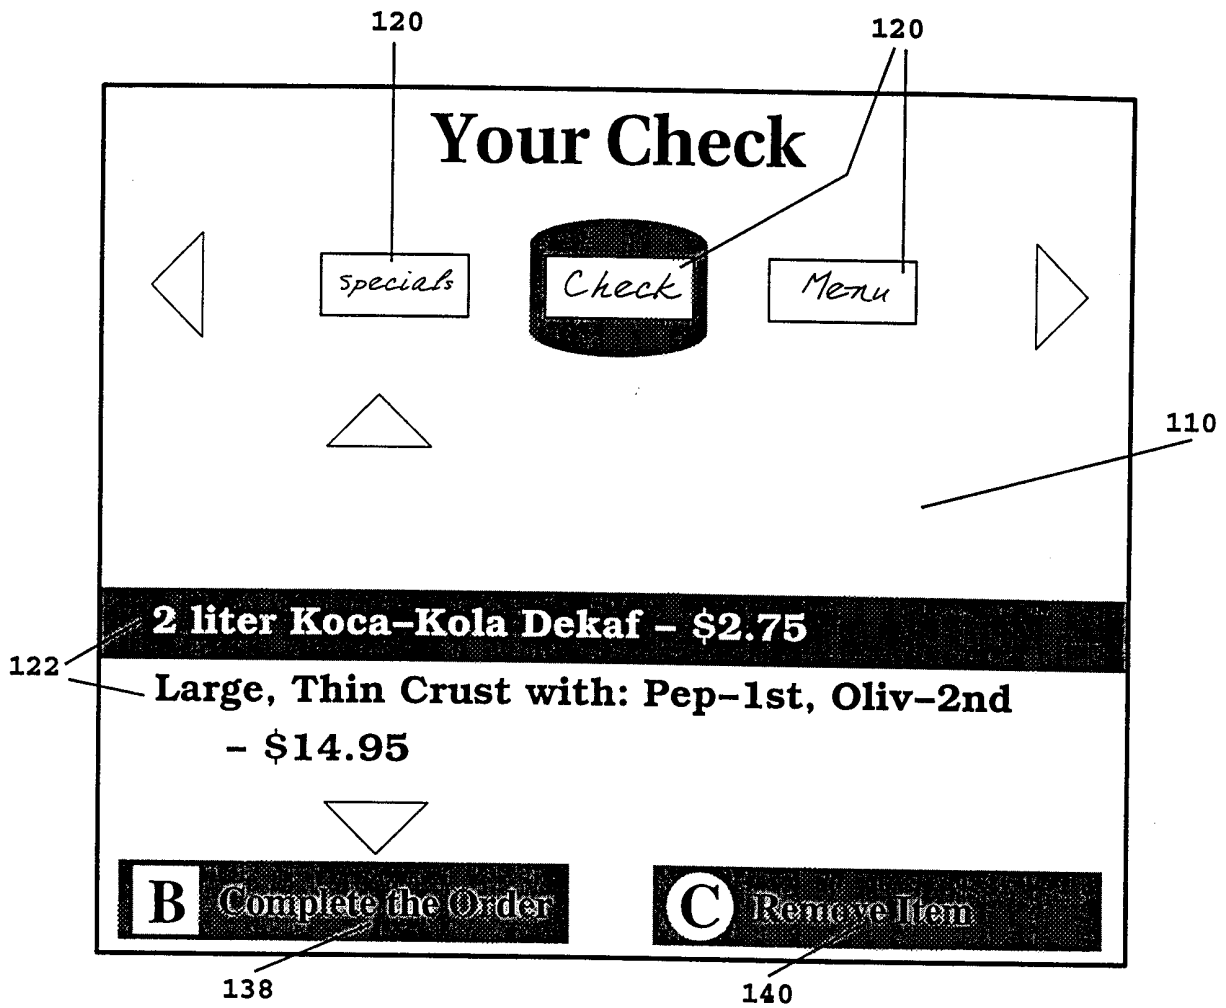 120
120
Your Check
Specials
Check
Menu
110
2 liter Koca–Kola Dekaf – $2.75
122
Large, Thin Crust with: Pep–1st, Oliv–2nd
– $14.95
B Complete the Order
C Remove Item
138
140